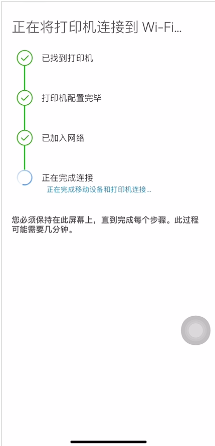 正在将打印机连接到 Wi-Fi...
已找到打印机
打印机配置完毕
已加入网络
正在完成连接
正在完成移动设备和打印机连接...
您必须保持在此屏幕上，直到完成每个步骤。此过程
可能需要几分钟。